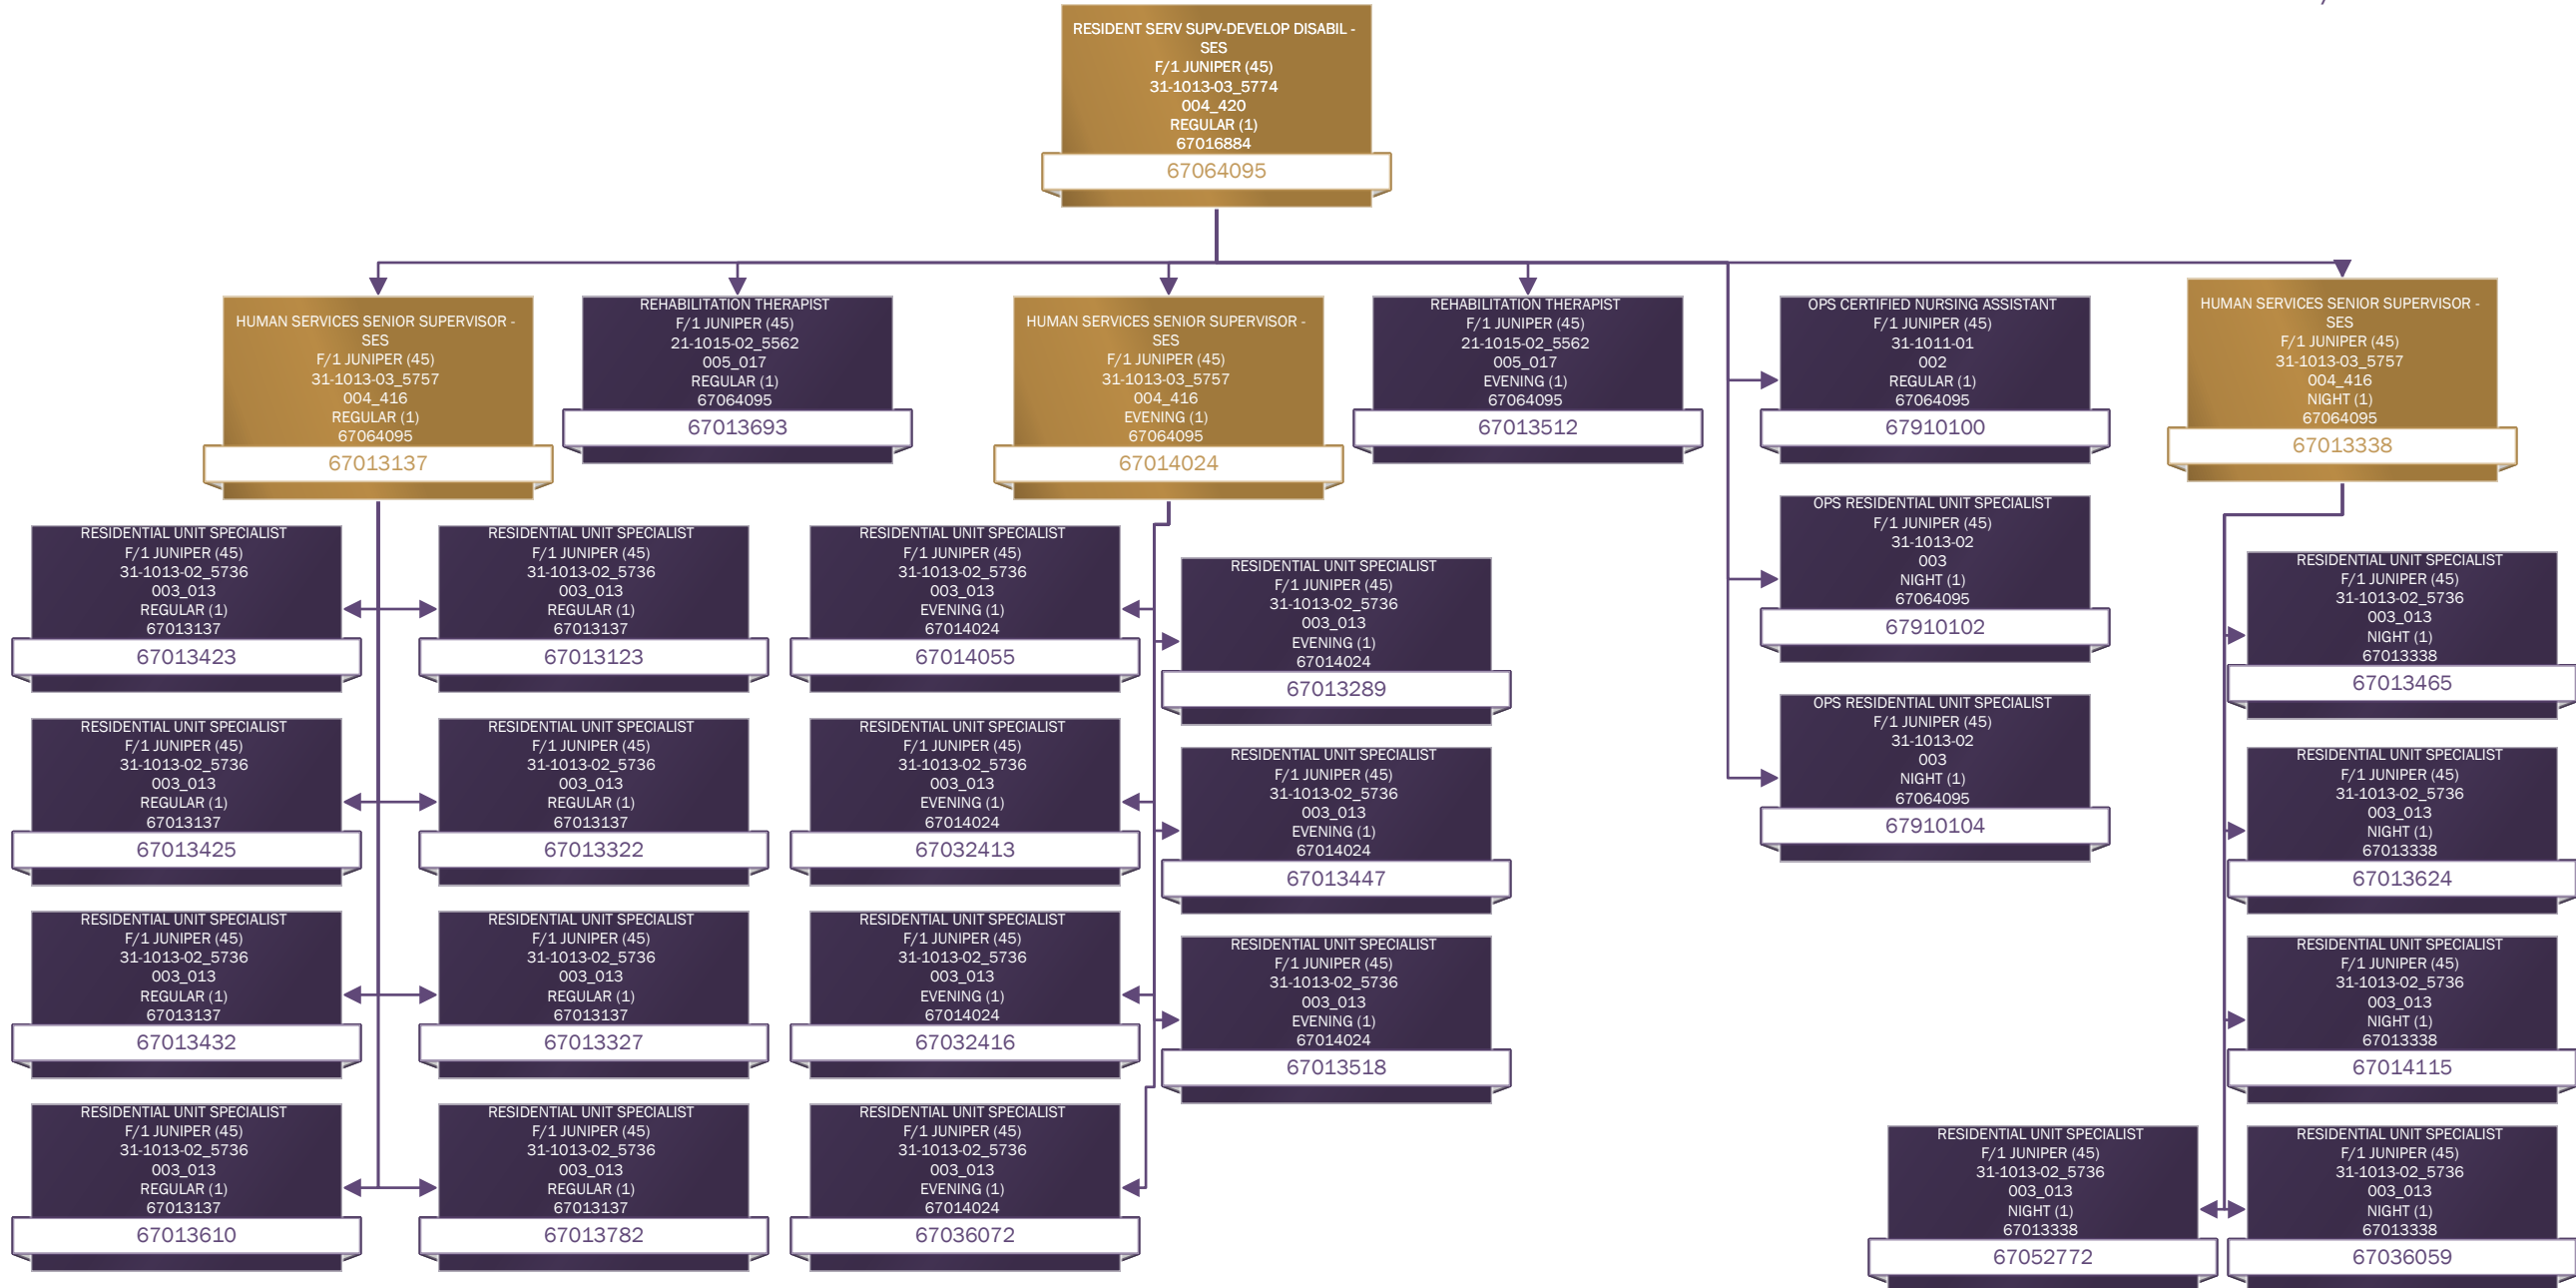 RESIDENT SERV SUPV-DEVELOP DISABIL -
SES
F/1 JUNIPER (45)
31-1013-03_5774
004_420
REGULAR (1)
67016884
67064095
HUMAN SERVICES SENIOR SUPERVISOR -
SES
F/1 JUNIPER (45)
31-1013-03_5757
004_416
REGULAR (1)
67064095
67013137
REHABILITATION THERAPIST
F/1 JUNIPER (45)
21-1015-02_5562
005_017
REGULAR (1)
67064095
67013693
HUMAN SERVICES SENIOR SUPERVISOR -
SES
F/1 JUNIPER (45)
31-1013-03_5757
004_416
EVENING (1)
67064095
67014024
REHABILITATION THERAPIST
F/1 JUNIPER (45)
21-1015-02_5562
005_017
EVENING (1)
67064095
67013512
OPS CERTIFIED NURSING ASSISTANT
F/1 JUNIPER (45)
31-1011-01
002
REGULAR (1)
67064095
67910100
HUMAN SERVICES SENIOR SUPERVISOR -
SES
F/1 JUNIPER (45)
31-1013-03_5757
004_416
NIGHT (1)
67064095
67013338
RESIDENTIAL UNIT SPECIALIST
F/1 JUNIPER (45)
31-1013-02_5736
003_013
REGULAR (1)
67013137
67013423
RESIDENTIAL UNIT SPECIALIST
F/1 JUNIPER (45)
31-1013-02_5736
003_013
REGULAR (1)
67013137
67013123
RESIDENTIAL UNIT SPECIALIST
F/1 JUNIPER (45)
31-1013-02_5736
003_013
EVENING (1)
67014024
67014055
RESIDENTIAL UNIT SPECIALIST
F/1 JUNIPER (45)
31-1013-02_5736
003_013
EVENING (1)
67014024
67013289
OPS RESIDENTIAL UNIT SPECIALIST
F/1 JUNIPER (45)
31-1013-02
003
NIGHT (1)
67064095
67910102
RESIDENTIAL UNIT SPECIALIST
F/1 JUNIPER (45)
31-1013-02_5736
003_013
NIGHT (1)
67013338
67013465
RESIDENTIAL UNIT SPECIALIST
F/1 JUNIPER (45)
31-1013-02_5736
003_013
REGULAR (1)
67013137
67013425
RESIDENTIAL UNIT SPECIALIST
F/1 JUNIPER (45)
31-1013-02_5736
003_013
REGULAR (1)
67013137
67013322
RESIDENTIAL UNIT SPECIALIST
F/1 JUNIPER (45)
31-1013-02_5736
003_013
EVENING (1)
67014024
67032413
RESIDENTIAL UNIT SPECIALIST
F/1 JUNIPER (45)
31-1013-02_5736
003_013
EVENING (1)
67014024
67013447
OPS RESIDENTIAL UNIT SPECIALIST
F/1 JUNIPER (45)
31-1013-02
003
NIGHT (1)
67064095
67910104
RESIDENTIAL UNIT SPECIALIST
F/1 JUNIPER (45)
31-1013-02_5736
003_013
NIGHT (1)
67013338
67013624
RESIDENTIAL UNIT SPECIALIST
F/1 JUNIPER (45)
31-1013-02_5736
003_013
REGULAR (1)
67013137
67013432
RESIDENTIAL UNIT SPECIALIST
F/1 JUNIPER (45)
31-1013-02_5736
003_013
REGULAR (1)
67013137
67013327
RESIDENTIAL UNIT SPECIALIST
F/1 JUNIPER (45)
31-1013-02_5736
003_013
EVENING (1)
67014024
67032416
RESIDENTIAL UNIT SPECIALIST
F/1 JUNIPER (45)
31-1013-02_5736
003_013
EVENING (1)
67014024
67013518
RESIDENTIAL UNIT SPECIALIST
F/1 JUNIPER (45)
31-1013-02_5736
003_013
NIGHT (1)
67013338
67014115
RESIDENTIAL UNIT SPECIALIST
F/1 JUNIPER (45)
31-1013-02_5736
003_013
REGULAR (1)
67013137
67013610
RESIDENTIAL UNIT SPECIALIST
F/1 JUNIPER (45)
31-1013-02_5736
003_013
REGULAR (1)
67013137
67013782
RESIDENTIAL UNIT SPECIALIST
F/1 JUNIPER (45)
31-1013-02_5736
003_013
EVENING (1)
67014024
67036072
RESIDENTIAL UNIT SPECIALIST
F/1 JUNIPER (45)
31-1013-02_5736
003_013
NIGHT (1)
67013338
67052772
RESIDENTIAL UNIT SPECIALIST
F/1 JUNIPER (45)
31-1013-02_5736
003_013
NIGHT (1)
67013338
67036059